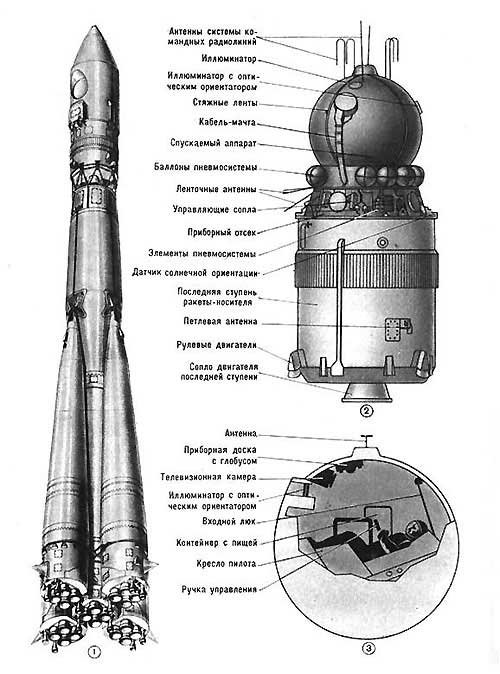 Антенны системы ко-
мандных радиолиний
Иллюминатор
Иллюминатор с опти-
ческим ориентатором
Стяжные ленты
Кабель-мачта
Спускаемый аппарат
Баллоны пневмосистемы
Ленточные антенны
Управляющие сопла
Приборный отсек
Элементы пневмосистемы
Датчик солнечной ориентации
Последняя ступень
ракеты-носителя
Петлевая антенна
Рулевые двигатели
Сопло двигателя
последней ступени
2
Антенна
Приборная доска
с глобусом
Телевизионная камера
Иллюминатор с опти-
ческим ориентатором
Входной люк
Контейнер с пищей
Кресло пилота
Ручка управления
1
3